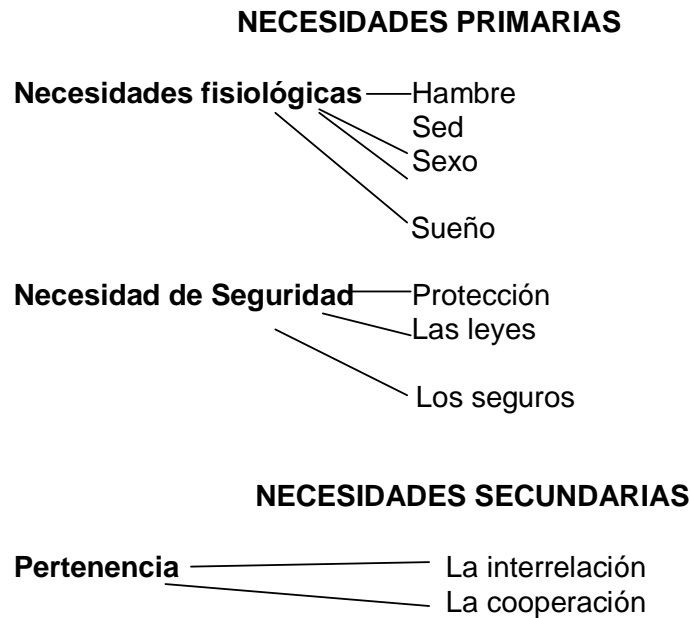 NECESIDADES PRIMARIAS
Necesidades fisiológicas Hambre
Sed
Sexo
Sueño
Necesidad de Seguridad Protección
Las leyes
Los seguros
NECESIDADES SECUNDARIAS
Pertenencia La interrelación
La cooperación